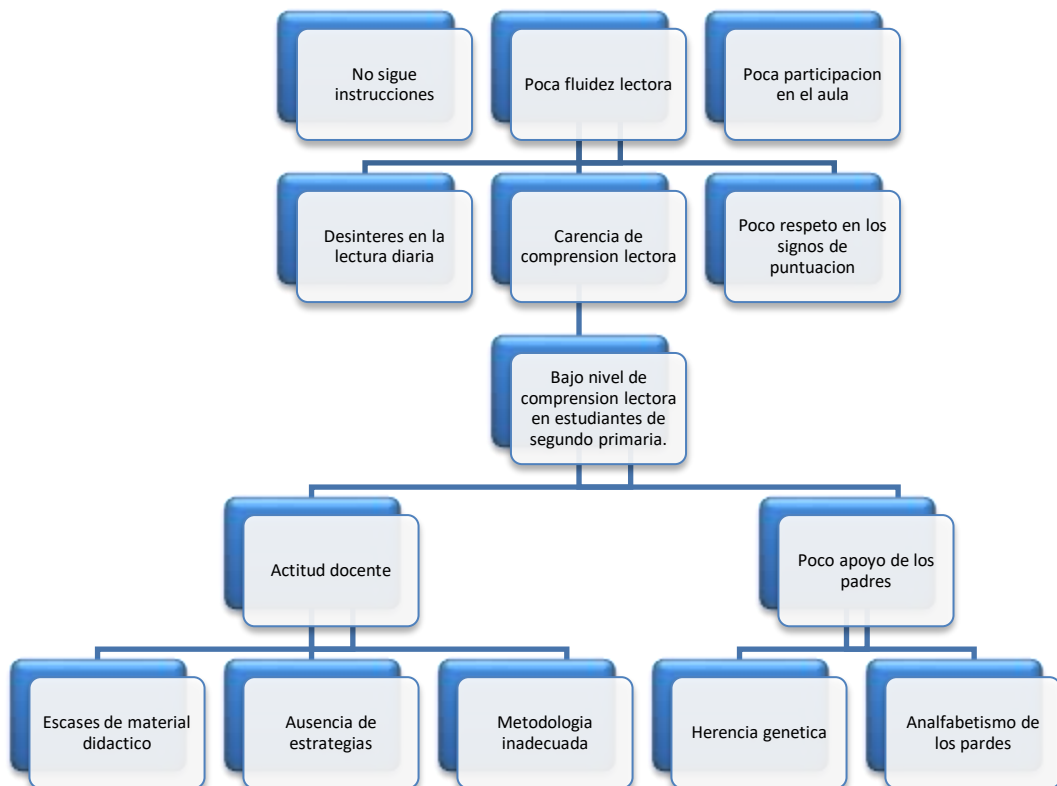 No sigue
instrucciones
Poca fluidez lectora
Poca participacion
en el aula
Desinteres en la
lectura diaria
Carencia de
comprension lectora
Poco respeto en los
signos de
puntuacion
Bajo nivel de
comprension lectora
en estudiantes de
segundo primaria.
Actitud docente
Poco apoyo de los
padres
Escases de material
didactico
Ausencia de
estrategias
Metodologia
inadecuada
Herencia genetica
Analfabetismo de
los pardes